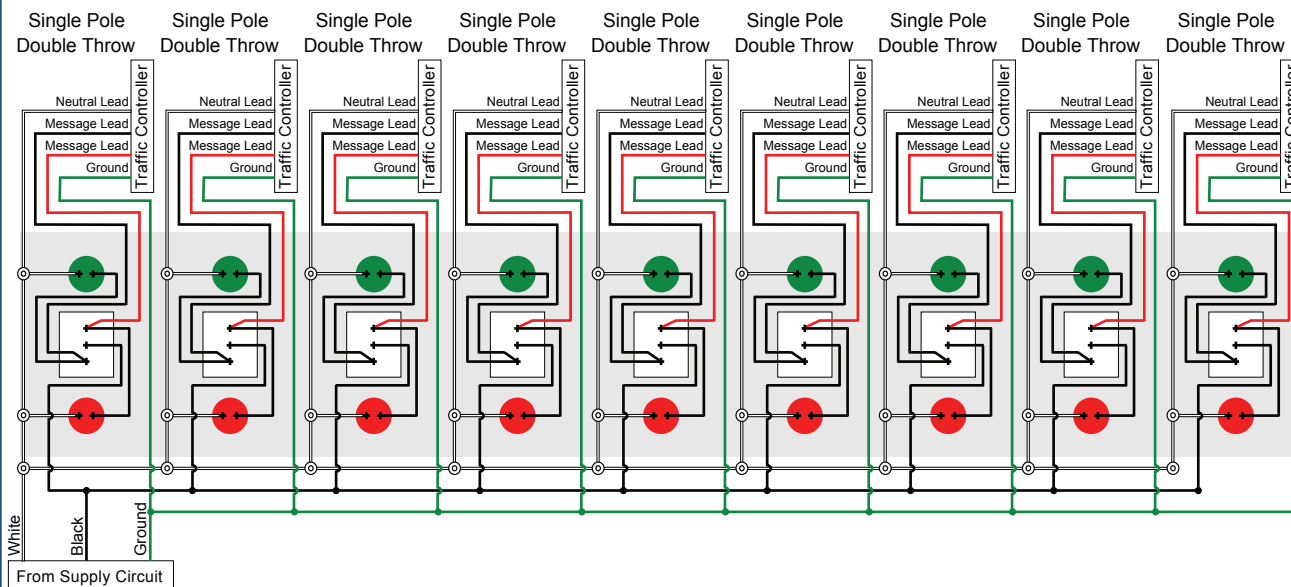 Single Pole Single Pole Single Pole Single Pole Single Pole Single Pole Single Pole Single Pole Single Pole
Double Throw Double Throw Double Throw Double Throw Double Throw Double Throw Double Throw Double Throw Double Throw
Traffic Controller Traffic Controller Traffic Controller Traffic Controller Traffic Controller Traffic Controller Traffic Controller Traffic Controller Traffic Controller
Neutral Lead Neutral Lead Neutral Lead Neutral Lead Neutral Lead Neutral Lead Neutral Lead Neutral Lead Neutral Lead
Message Lead Message Lead Message Lead Message Lead Message Lead Message Lead Message Lead Message Lead Message Lead
Message Lead Message Lead Message Lead Message Lead Message Lead Message Lead Message Lead Message Lead Message Lead
Ground Ground Ground Ground Ground Ground Ground Ground Ground
White
Black
Ground
From Supply Circuit